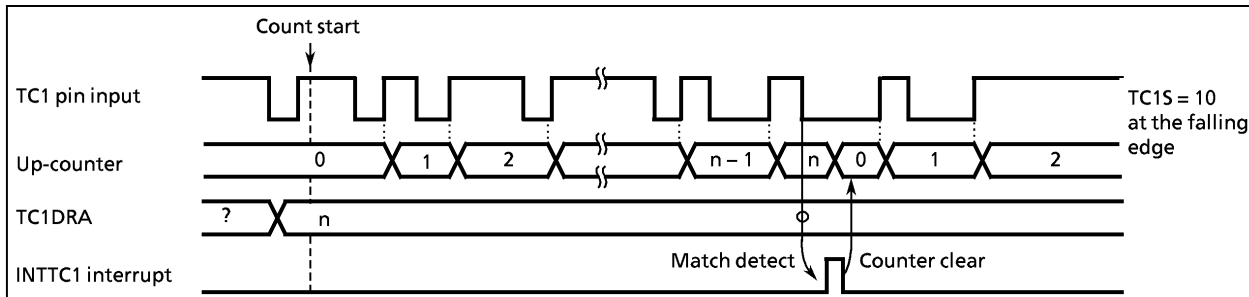 Count start
TC1 pin input
TC1S = 10
at the falling
edge
Up-counter
0 1 2 n – 1 n 0 1 2
TC1DRA
? n
Match detect
Counter clear
INTTC1 interrupt